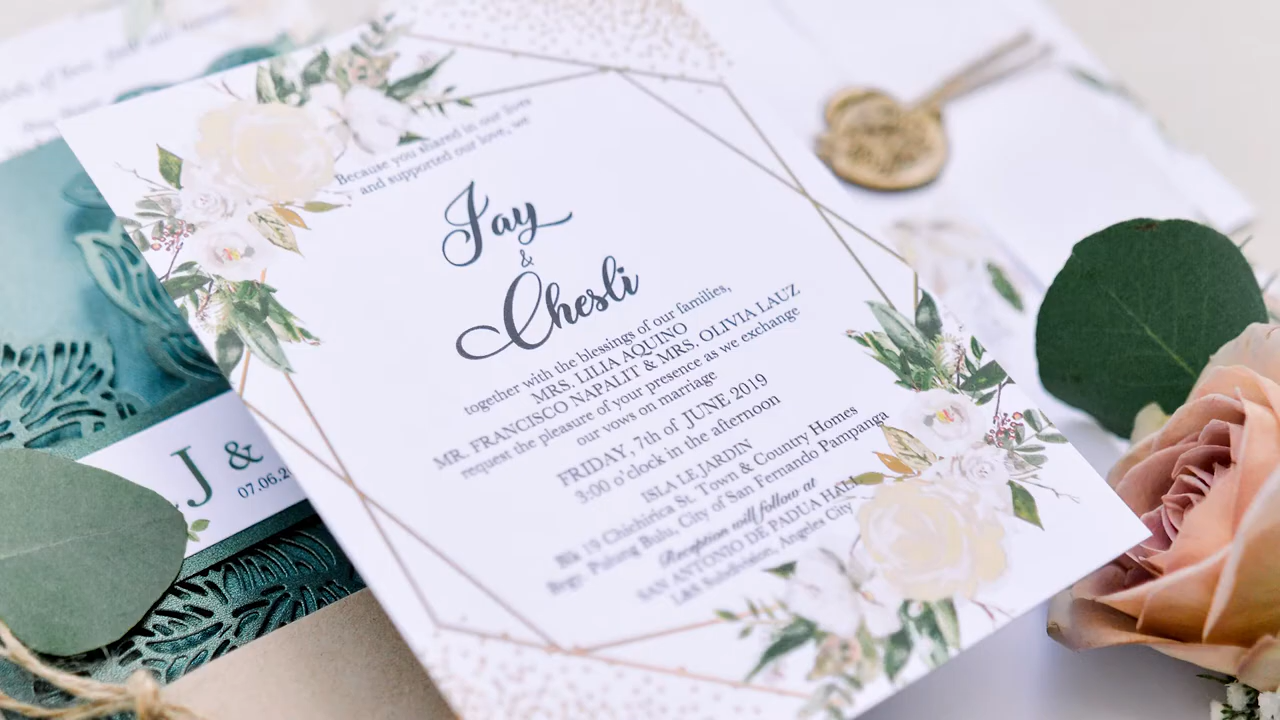 Because you shared in our lives
and supported our love, we
Jay
&
Chesli
together with the blessings of our families,
MRS. LILIA AQUINO
MR. FRANCISCO NAPALIT & MRS. OLIVIA LAUZ
request the pleasure of your presence as we exchange
our vows on marriage
FRIDAY, 7th of JUNE 2019
3:00 o'clock in the afternoon
ISLA LE JARDIN
Blk 19 Chichirica St. Town & Country Homes
Brgy. Pulung Bulu, City of San Fernando Pampanga
Reception will follow at
SAN ANTONIO DE PADUA HALL
L&S Subdivision, Angeles City
J &
07.06.2